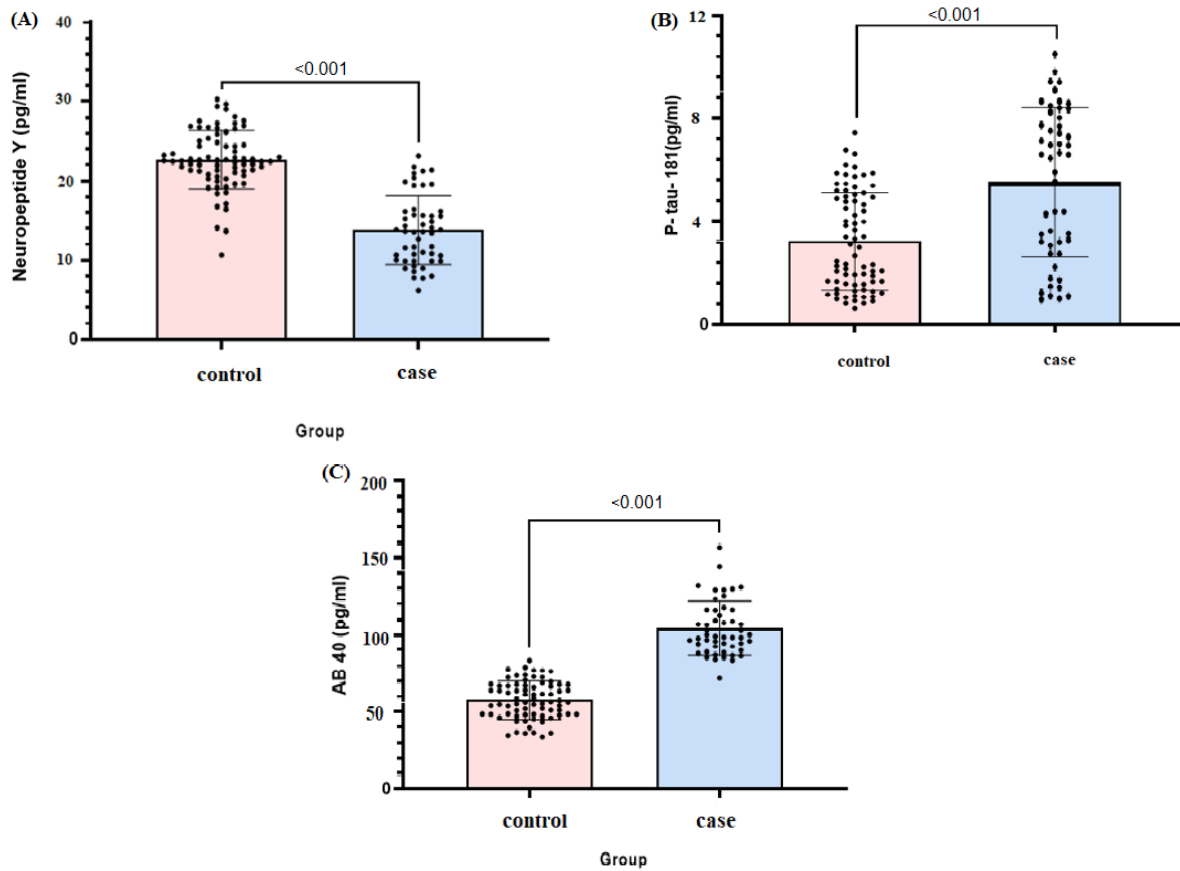 (A)
Neuropeptide Y (pg/ml)
40
30
20
10
0
<0.001
control
case
Group
(B)
P- tau- 181(pg/ml)
12
8
4
0
<0.001
control
case
(C)
AB 40 (pg/ml)
200
150
100
50
0
<0.001
control
case
Group